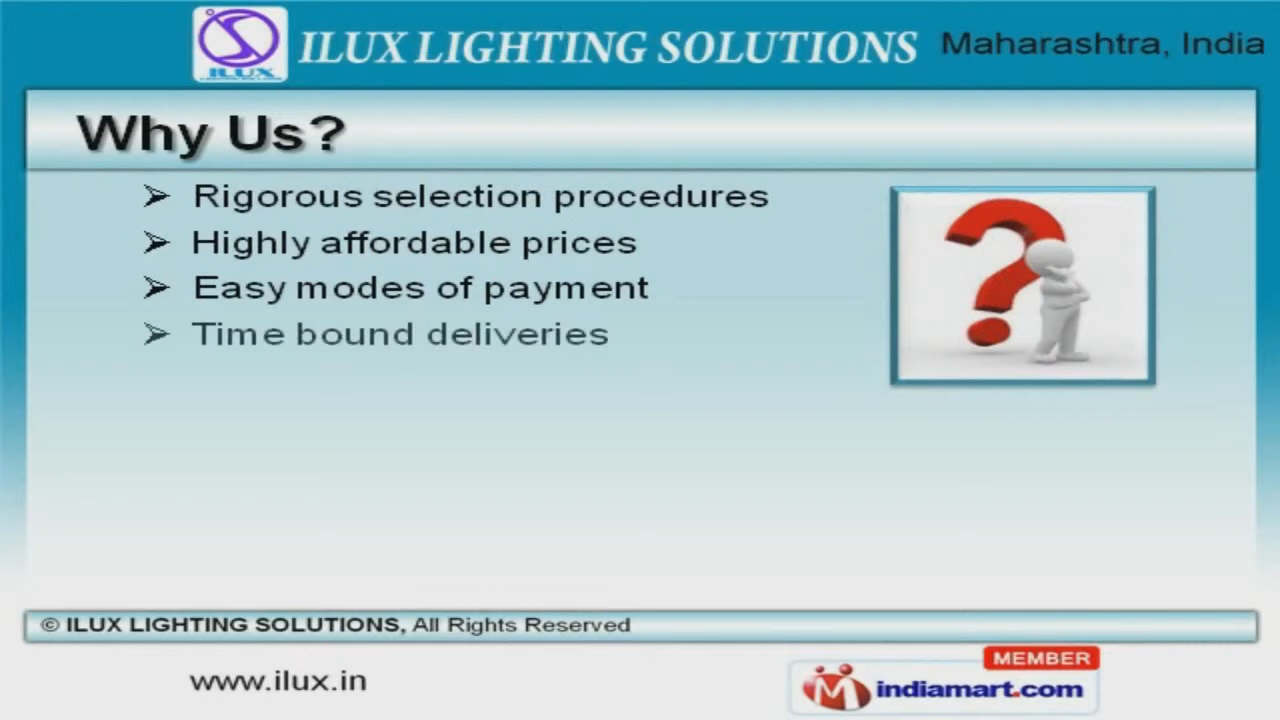 ILUX
ILUX LIGHTING SOLUTIONS
Maharashtra, India
Why Us?
Rigorous selection procedures
Highly affordable prices
Easy modes of payment
Time bound deliveries
© ILUX LIGHTING SOLUTIONS, All Rights Reserved
www.ilux.in
MEMBER
indiamart.com